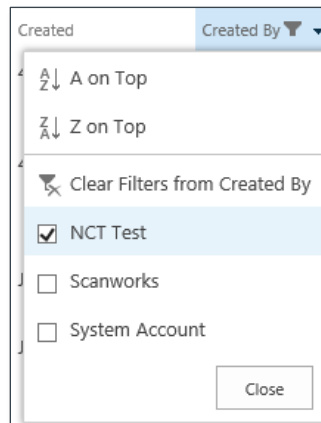 Created Created By
A on Top
Z on Top
Clear Filters from Created By
NCT Test
Scanworks
System Account
Close